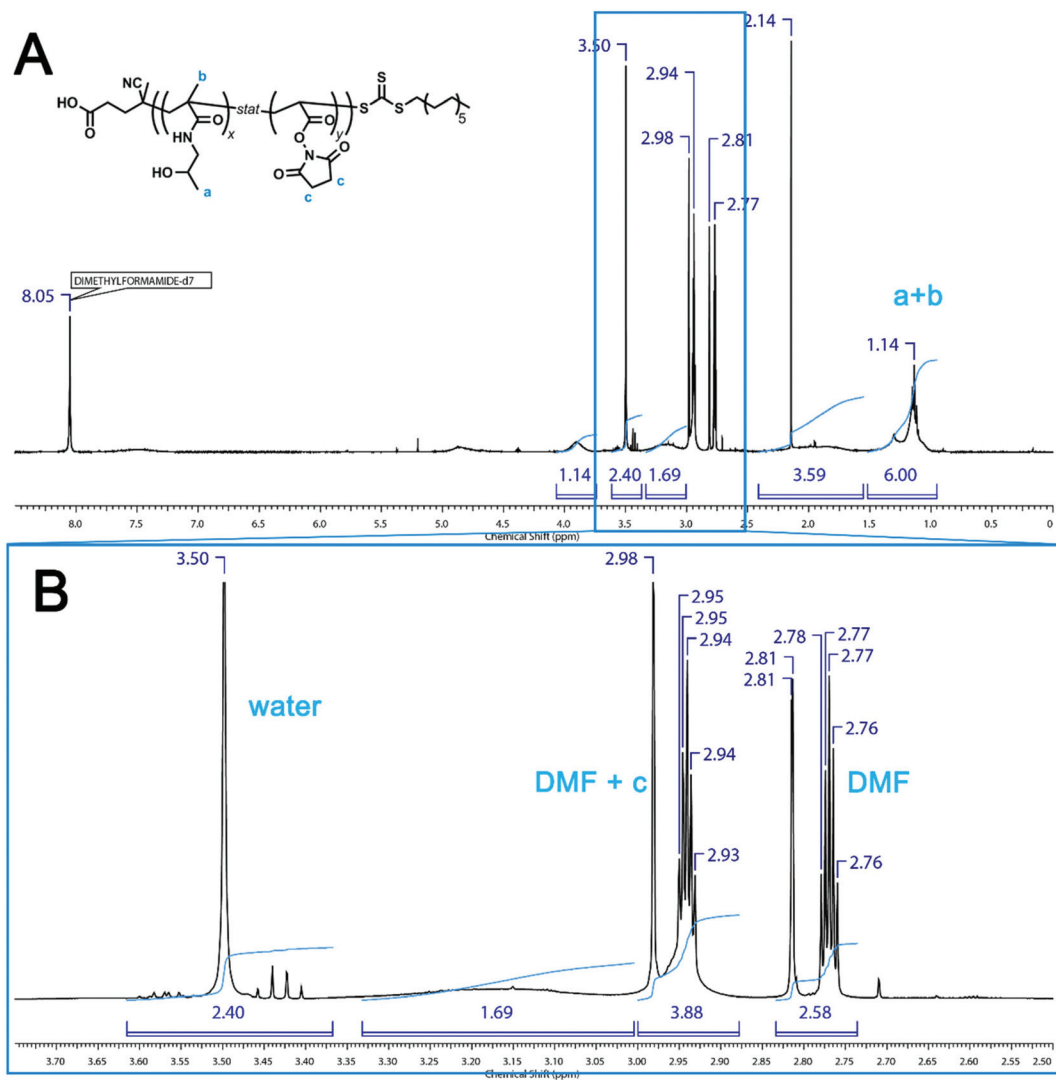 A
HO
O
NC
b
stat
x
y
O
HN
HO
a
O
O
N
O
O
c
c
S
S
S
5
DIMETHYLFORMAMIDE-d7
8.05
3.50
2.98
2.94
2.81
2.77
2.14
a+b
1.14
1.14
2.40
1.69
3.59
6.00
8.0 7.5 7.0 6.5 6.0 5.5 5.0 4.5 4.0 3.5 3.0 2.5 2.0 1.5 1.0 0.5 0
Chemical Shift (ppm)
B
3.50
water
2.98
DMF + c
2.95
2.95
2.94
2.94
2.93
2.81
2.81
2.78
2.77
2.77
2.76
2.76
DMF
2.40
1.69
3.88
2.58
3.70 3.65 3.60 3.55 3.50 3.45 3.40 3.35 3.30 3.25 3.20 3.15 3.10 3.05 3.00 2.95 2.90 2.85 2.80 2.75 2.70 2.65 2.60 2.55 2.50
Chemical Shift (ppm)